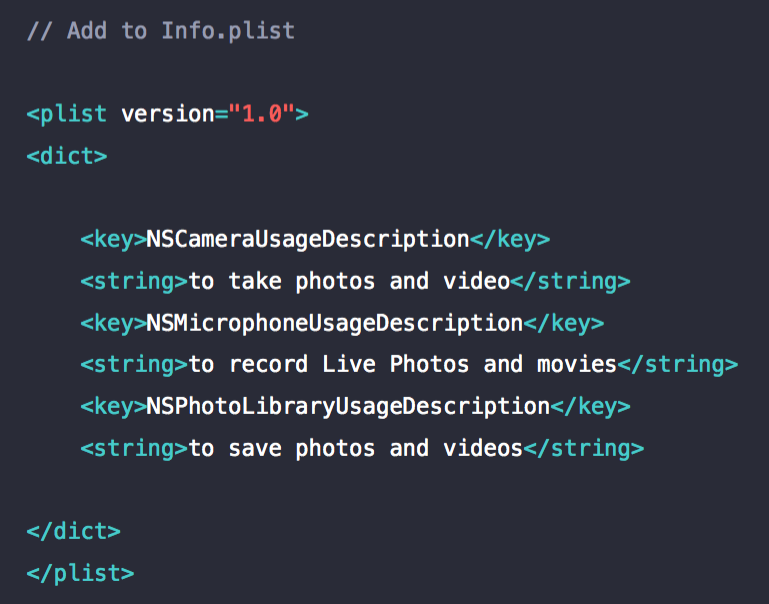 // Add to Info.plist
<plist version="1.0">
<dict>
<key>NSCameraUsageDescription</key>
<string>to take photos and video</string>
<key>NSMicrophoneUsageDescription</key>
<string>to record Live Photos and movies</string>
<key>NSPhotoLibraryUsageDescription</key>
<string>to save photos and videos</string>
</dict>
</plist>